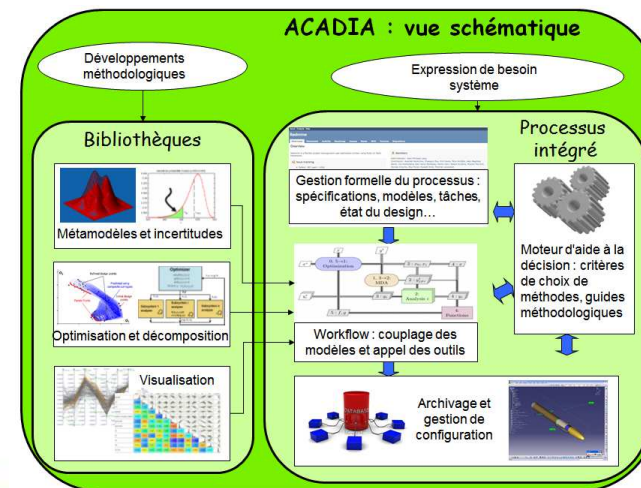 ACADIA : vue schématique
Développements
méthodologiques
Expression de besoin
système
Bibliothèques
Métamodèles et incertitudes
Optimisation et décomposition
Visualisation
Processus
intégré
Gestion formelle du processus :
spécifications, modèles, tâches,
état du design…
Moteur d'aide à la
décision : critères
de choix de
méthodes, guides
méthodologiques
Workflow : couplage des
modèles et appel des outils
Archivage et
gestion de
configuration
DATABASE